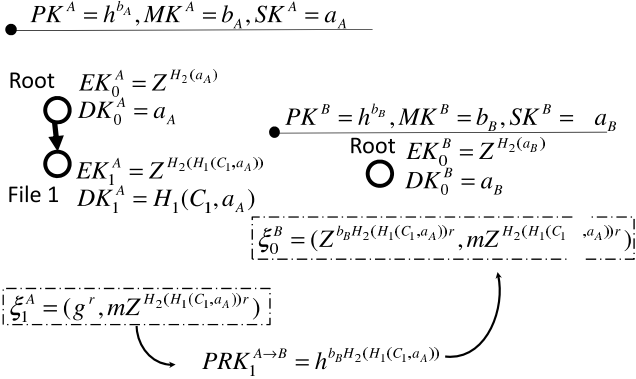 PK^A = h^{b_A}, MK^A = b_A, SK^A = a_A
Root
EK_0^A = Z^{H_2(a_A)}
DK_0^A = a_A
EK_1^A = Z^{H_2(H_1(C_1,a_A))}
File 1
DK_1^A = H_1(C_1,a_A)
PK^B = h^{b_B}, MK^B = b_B, SK^B = a_B
Root
EK_0^B = Z^{H_2(a_B)}
DK_0^B = a_B
ξ_0^B = (Z^{b_B H_2(H_1(C_1,a_A))r}, mZ^{H_2(H_1(C_1,a_A))r})
ξ_1^A = (g^r, mZ^{H_2(H_1(C_1,a_A))r})
PRK_1^{A→B} = h^{b_B H_2(H_1(C_1,a_A))}